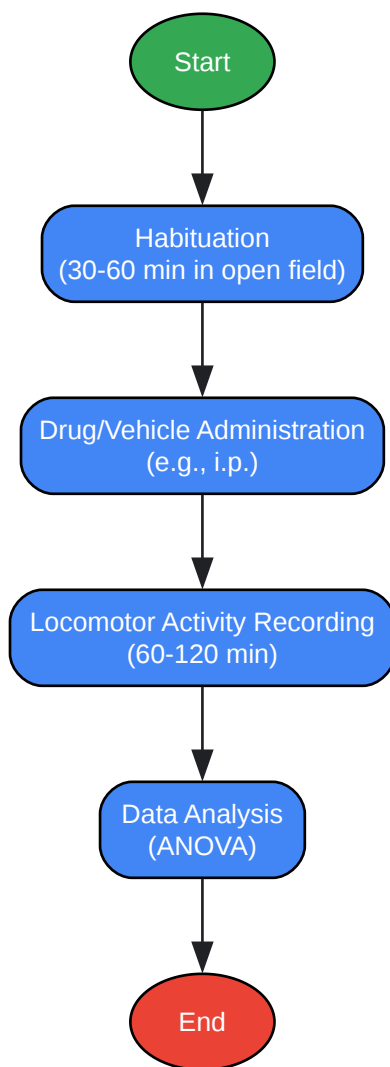 Start
Habituation
(30-60 min in open field)
Drug/Vehicle Administration
(e.g., i.p.)
Locomotor Activity Recording
(60-120 min)
Data Analysis
(ANOVA)
End